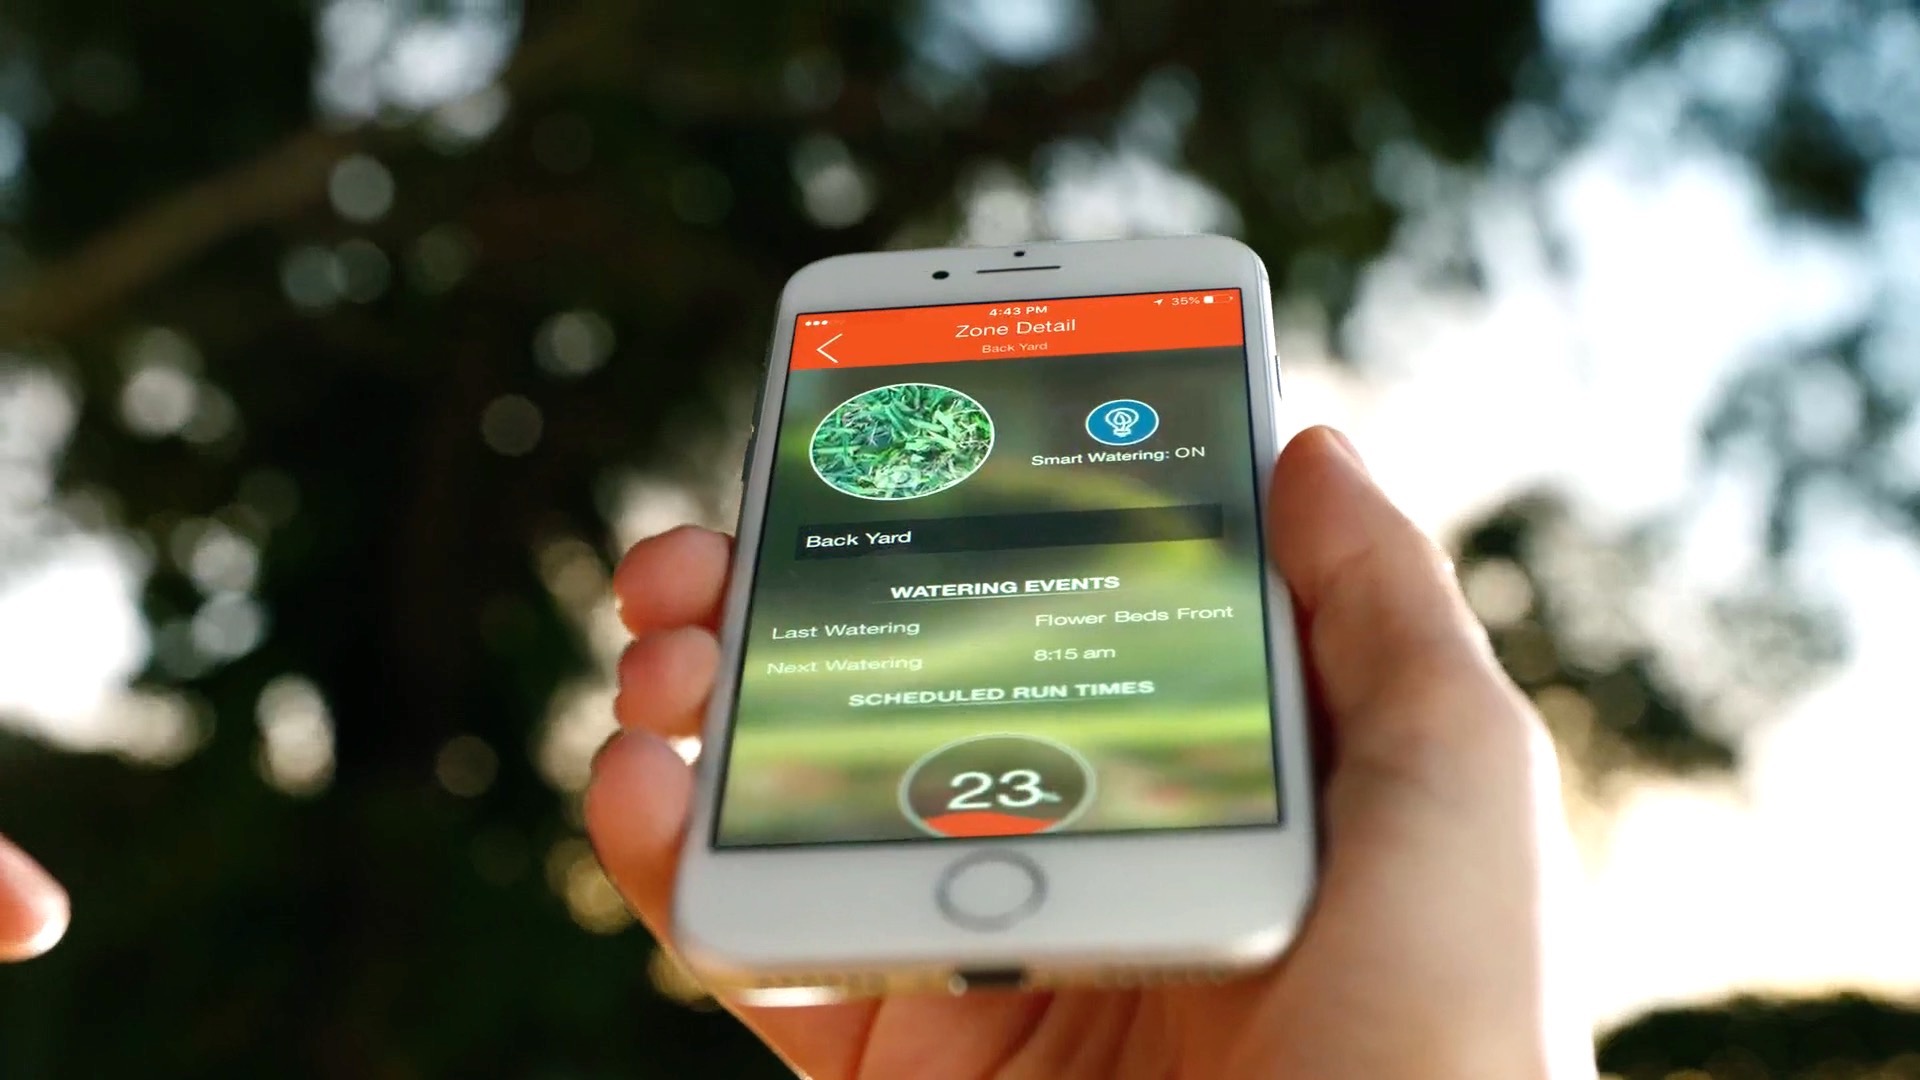 4:43 PM
35%
Zone Detail
Back Yard
Smart Watering: ON
Back Yard
WATERING EVENTS
Last Watering Flower Beds Front
Next Watering 8:15 am
SCHEDULED RUN TIMES
23%